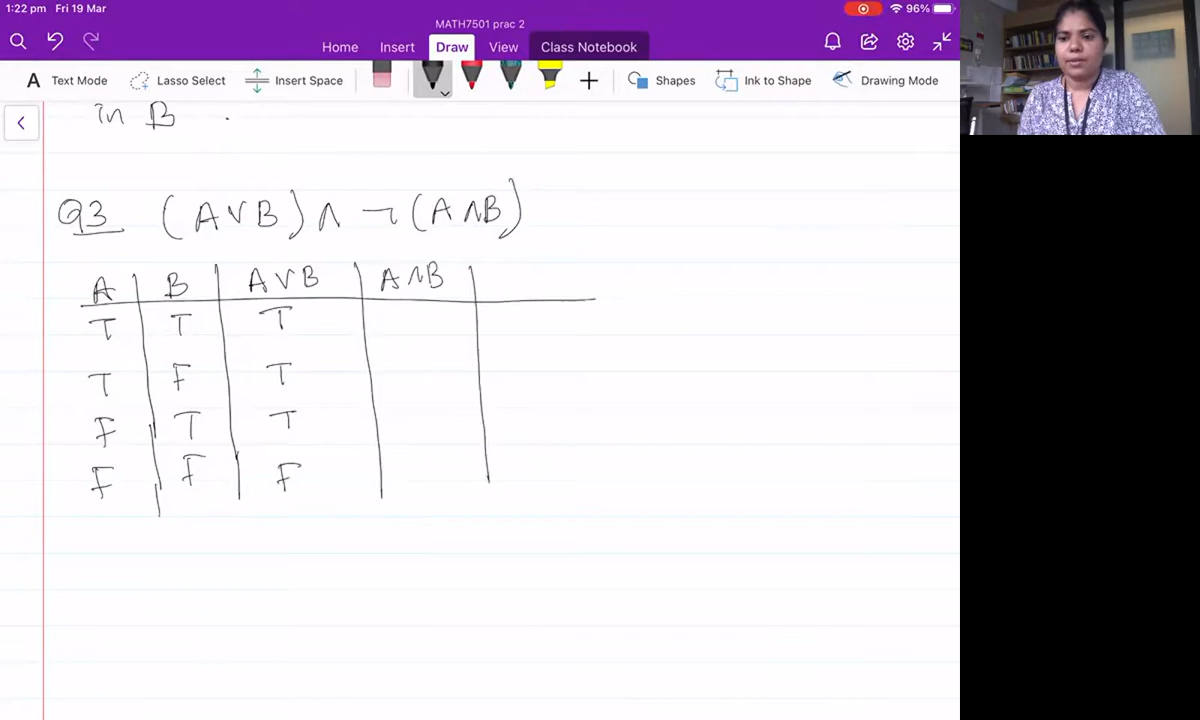 1:22 pm Fri 19 Mar
MATH7501 prac 2
96%
Home Insert Draw View Class Notebook
A Text Mode Lasso Select Insert Space Shapes Ink to Shape Drawing Mode
in B .
Q3 (A∨B) ∧ ¬(A∧B)
A B A∨B A∧B
T T T
T F T
F T T
F F F